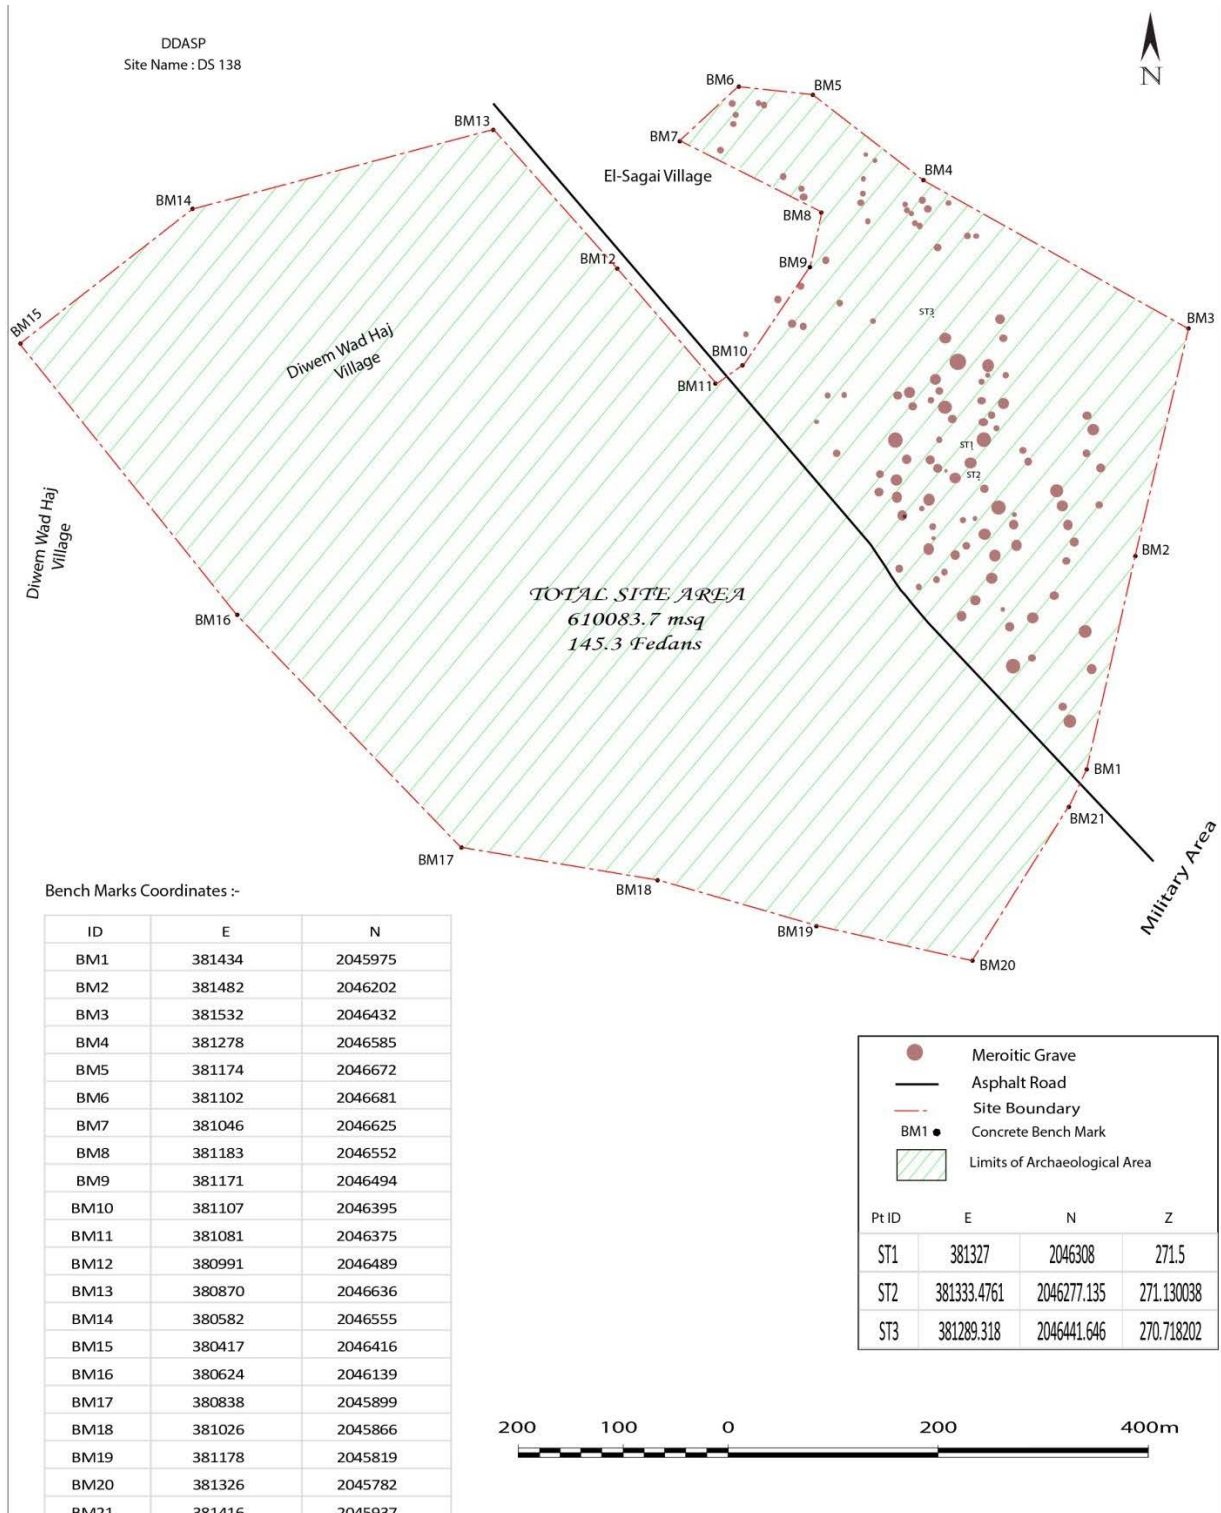 DDASP
Site Name : DS 138
N
BM6
BM5
BM13
BM7
El-Sagai Village
BM4
BM14
BM8
BM12
BM9
ST3
BM3
BM15
Diwem Wad Haj
Village
BM10
BM11
ST1
ST2
Diwem Wad Haj
Village
BM2
TOTAL SITE AREA
610083.7 msq
145.3 Fedans
BM16
BM1
BM21
BM17
Military Area
BM18
BM19
BM20
Bench Marks Coordinates :-
ID E N
BM1 381434 2045975
BM2 381482 2046202
BM3 381532 2046432
BM4 381278 2046585
BM5 381174 2046672
BM6 381102 2046681
BM7 381046 2046625
BM8 381183 2046552
BM9 381171 2046494
BM10 381107 2046395
BM11 381081 2046375
BM12 380991 2046489
BM13 380870 2046636
BM14 380582 2046555
BM15 380417 2046416
BM16 380624 2046139
BM17 380838 2045899
BM18 381026 2045866
BM19 381178 2045819
BM20 381326 2045782
BM21 381416 2045937
Meroitic Grave
Asphalt Road
Site Boundary
BM1 Concrete Bench Mark
Limits of Archaeological Area
Pt ID E N Z
ST1 381327 2046308 271.5
ST2 381333.4761 2046277.135 271.130038
ST3 381289.318 2046441.646 270.718202
200 100 0 200 400m